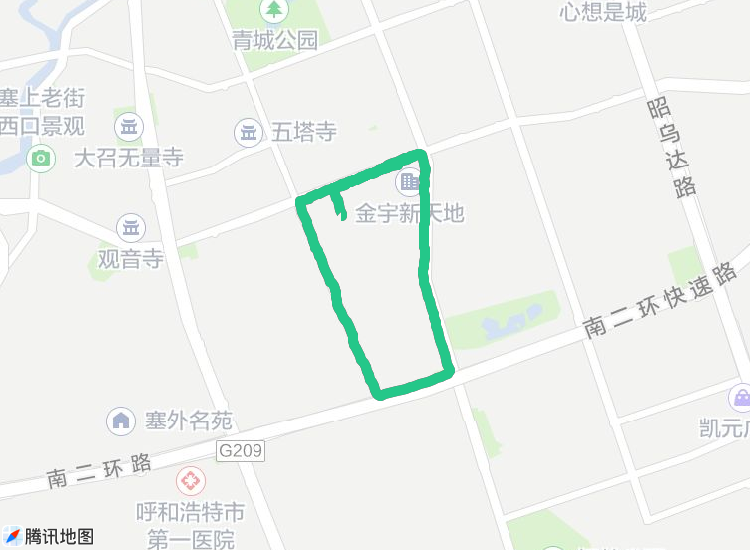 心想是城
青城公园
塞上老街
西口景观
昭乌达路
五塔寺
大召无量寺
金宇新天地
观音寺
南二环快速路
塞外名苑
凯元广
G209
南二环路
呼和浩特市
第一医院
腾讯地图